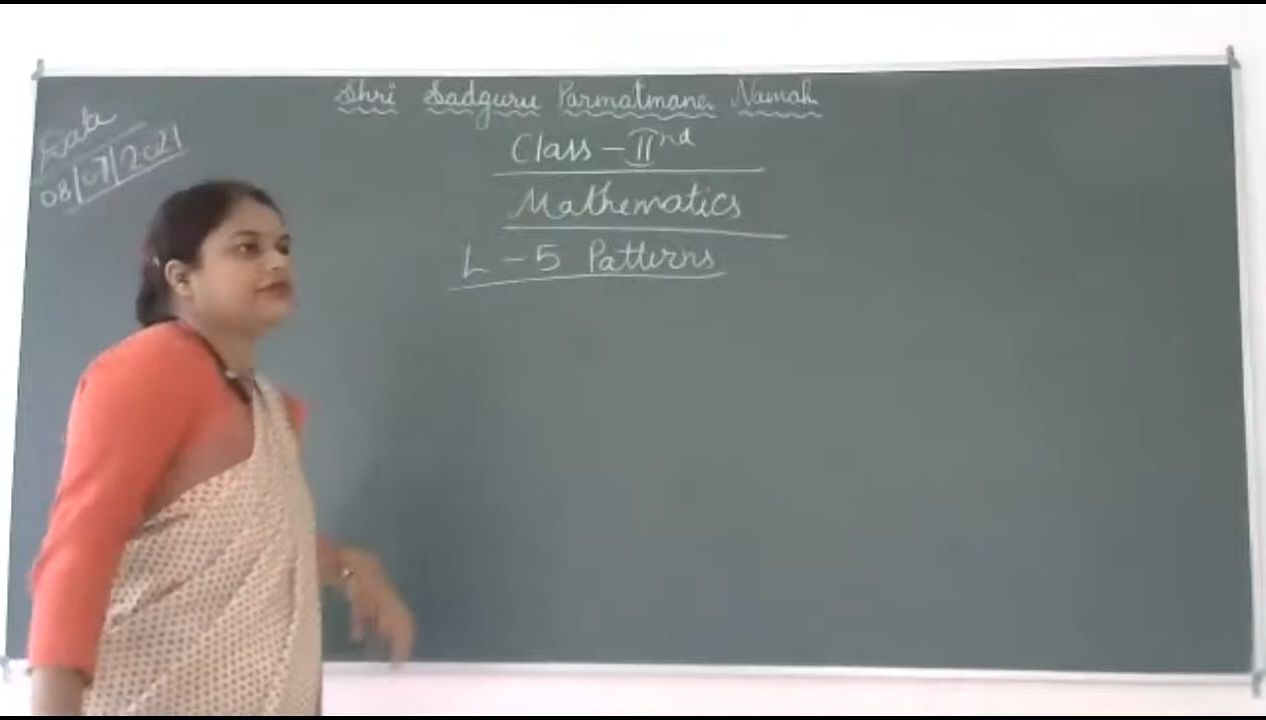 Shri Sadguru Parmatmane Namah
Date
08/07/2021
Class - IInd
Mathematics
L - 5 Patterns